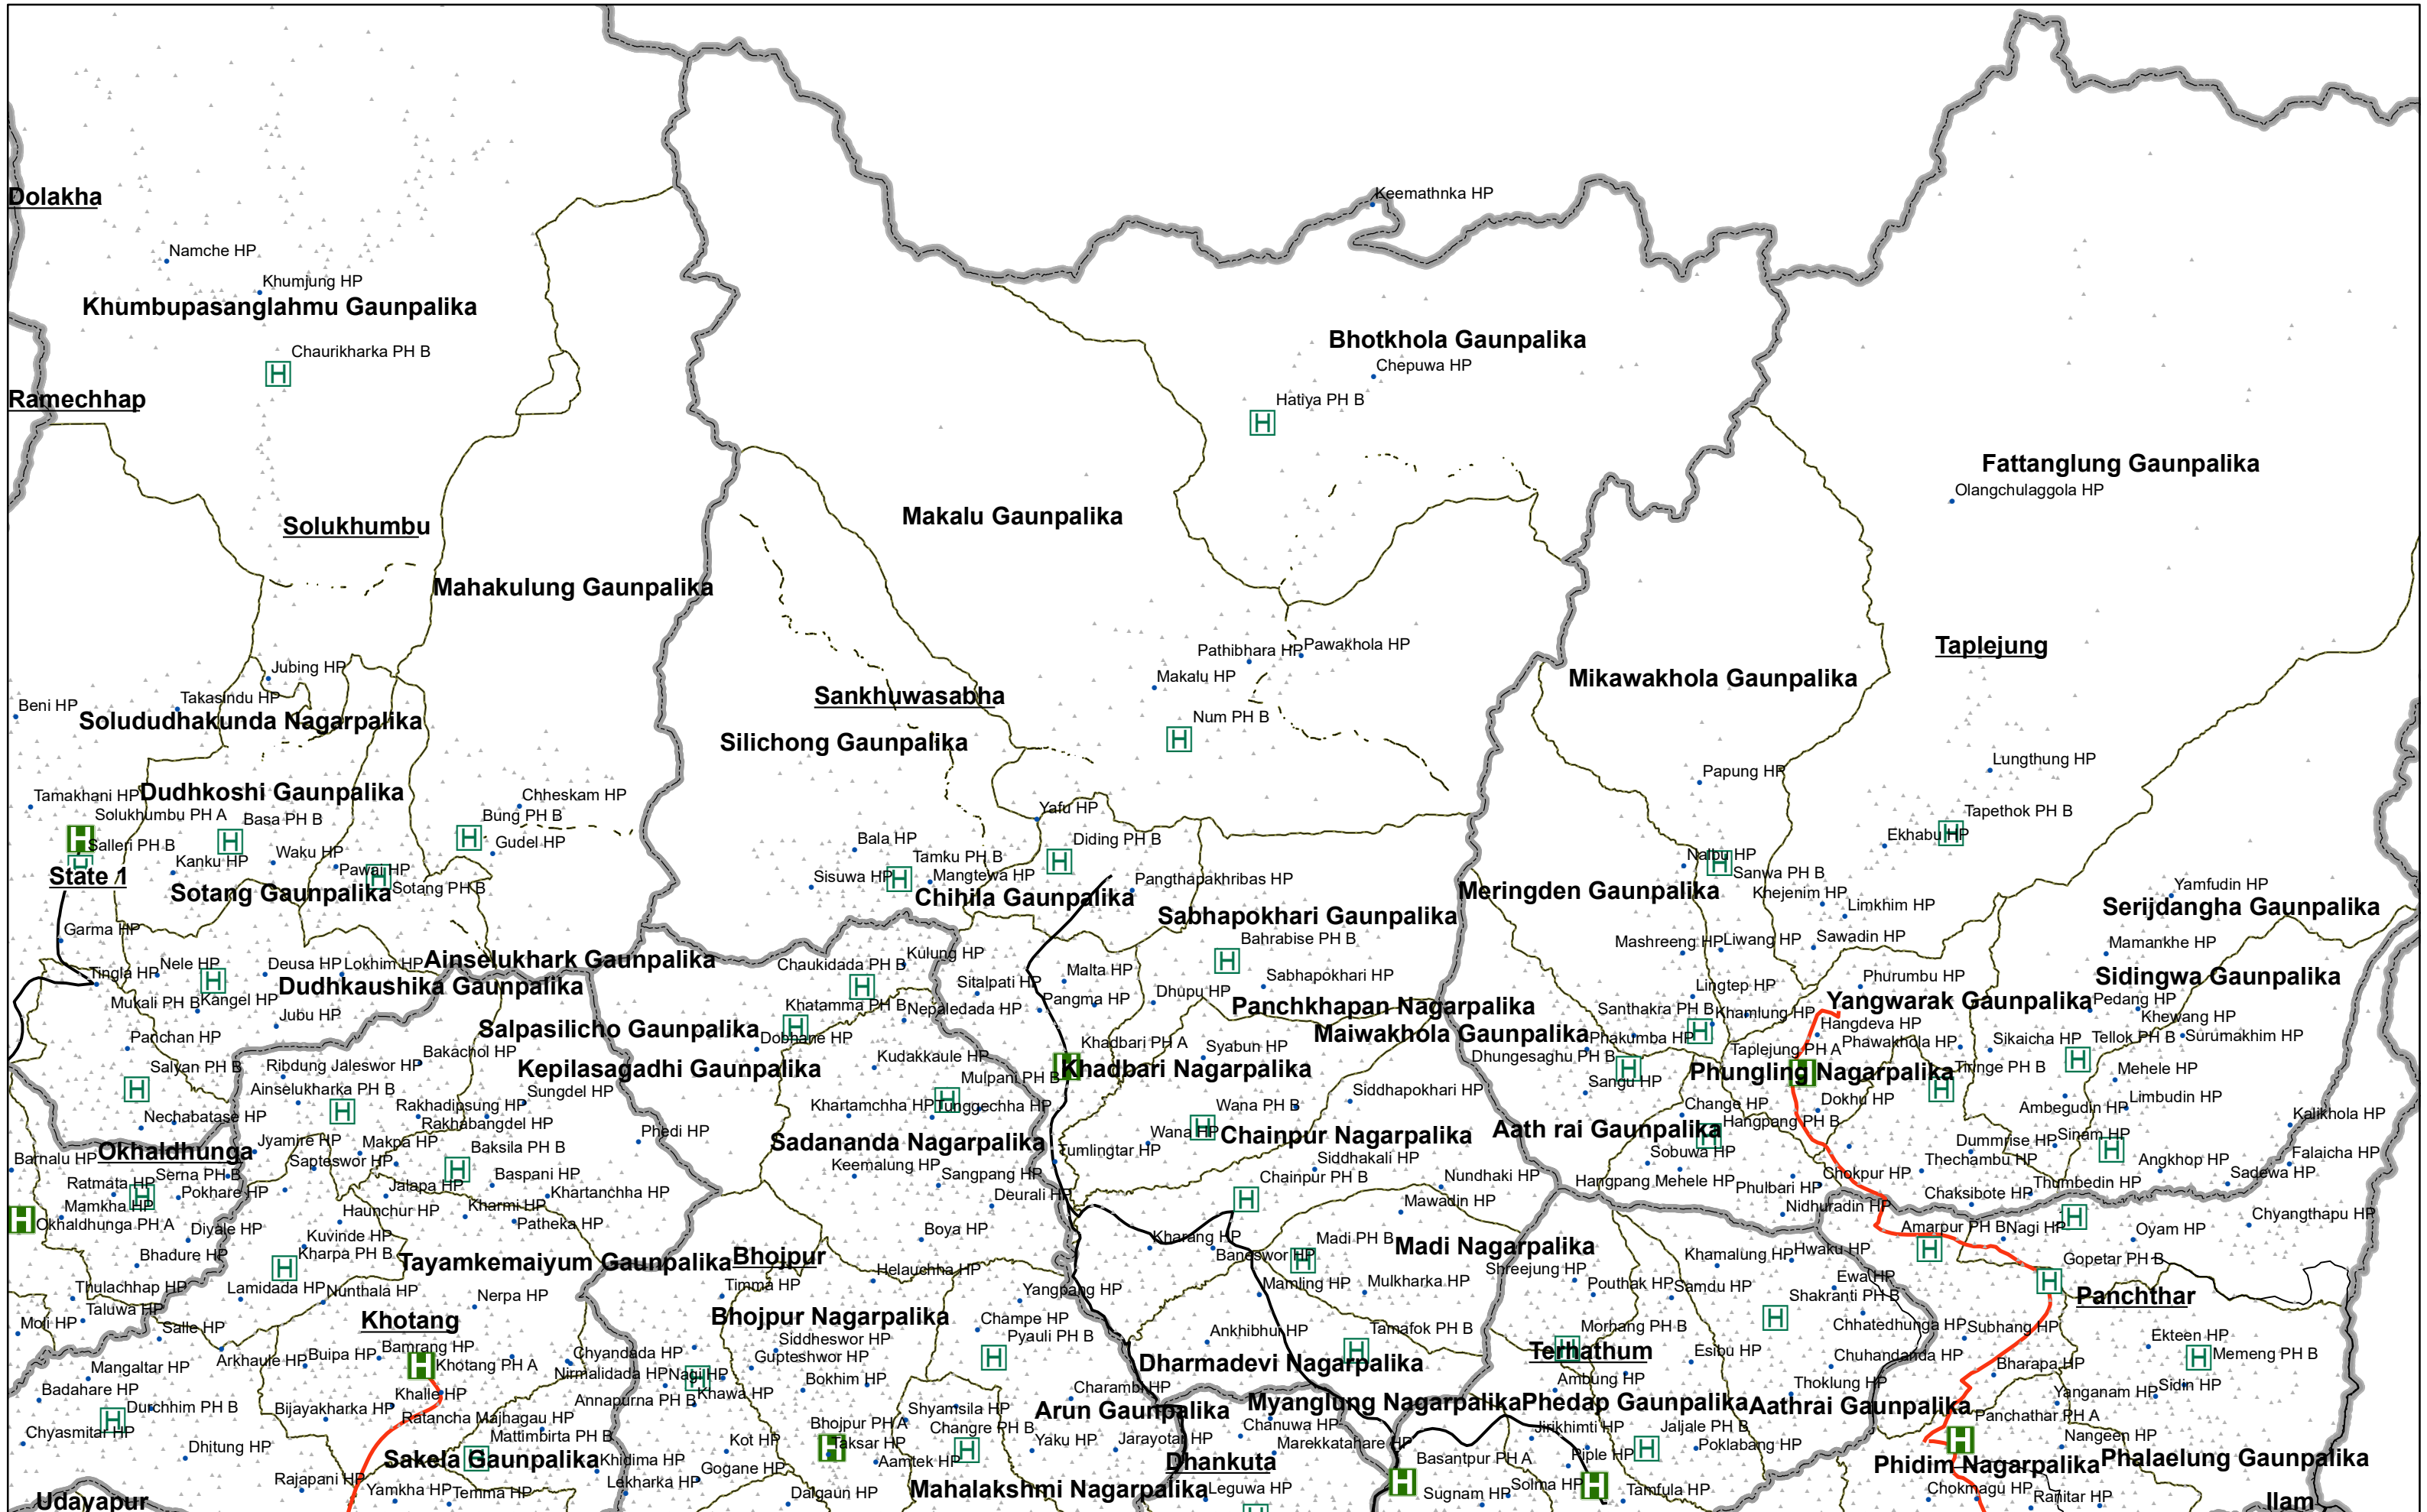 Dolakha
Keemathnka HP
Namche HP
Khumjung HP
Khumbupasanglahmu Gaunpalika
Bhotkhola Gaunpalika
Chaurikharka PH B
Chepuwa HP
Ramechhap
Hatiya PH B
Fattanglung Gaunpalika
Olangchulaggola HP
Makalu Gaunpalika
Solukhumbu
Mahakulung Gaunpalika
Pathibhara HP
Pawakhola HP
Taplejung
Jubing HP
Makalu HP
Mikawakhola Gaunpalika
Takasindu HP
Sankhuwasabha
Beni HP
Solududhakunda Nagarpalika
Num PH B
Silichong Gaunpalika
Lungthung HP
Papung HP
Tamakhani HP
Dudhkoshi Gaunpalika
Chheskam HP
Yafu HP
Solukhumbu PH A
Basa PH B
Bung PH B
Tapethok PH B
Salleri PH B
Gudel HP
Bala HP
Diding PH B
Ekhabu HP
Kanku HP
Waku HP
Pawai HP
Tamku PH B
Nalbu HP
State 1
Sotang PH B
Sisuwa HP
Mangtewa HP
Pangthapakhribas HP
Sanwa PH B
Sotang Gaunpalika
Chihila Gaunpalika
Meringden Gaunpalika
Khejenim HP
Yamfudin HP
Limkhim HP
Serijdangha Gaunpalika
Sabhapokhari Gaunpalika
Garma HP
Bahrabise PH B
Mashreeng HP
Liwang HP
Sawadin HP
Mamankhe HP
Nele HP
Deusa HP
Lokhim HP
Ainselukhark Gaunpalika
Chaukidada PH B
Kulung HP
Malta HP
Sabhapokhari HP
Phurumbu HP
Sidingwa Gaunpalika
Tingla HP
Dudhkaushika Gaunpalika
Sitalpati HP
Dhupu HP
Lingtep HP
Mukali PH B
Kangel HP
Khatamma PH B
Nepaledada HP
Pangma HP
Panchkhapan Nagarpalika
Santhakra PH B
Khamlung HP
Yangwarak Gaunpalika
Pedang HP
Jubu HP
Salpasilicho Gaunpalika
Maiwakhola Gaunpalika
Hangdeva HP
Khewang HP
Panchan HP
Dobhane HP
Khadbari PH A
Syabun HP
Phakumba HP
Phawakhola HP
Sikaicha HP
Tellok PH B
Surumakhim HP
Bakachol HP
Kudakkaule HP
Dhungesaghu PH B
Taplejung PH A
Salyan PH B
Ribdung Jaleswor HP
Kepilasagadhi Gaunpalika
Mulpani PH B
Khadbari Nagarpalika
Sangu HP
Phungling Nagarpalika
Tiringe PH B
Mehele HP
Ainselukharka PH B
Sungdel HP
Siddhapokhari HP
Rakhadipsung HP
Khartamchha HP
Tunggechha HP
Wana PH B
Change HP
Dokhu HP
Ambegudin HP
Limbudin HP
Nechabatase HP
Rakhabangdel HP
Hangpang PH B
Kalikhola HP
Jyamire HP
Makpa HP
Baksila PH B
Phedi HP
Sadananda Nagarpalika
Tumlingtar HP
Wana HP
Chainpur Nagarpalika
Aath rai Gaunpalika
Dummrise HP
Sinam HP
Okhaldhunga
Barnalu HP
Sapteswor HP
Keemalung HP
Siddhakali HP
Sobuwa HP
Thechambu HP
Falaicha HP
Serna PH B
Baspani HP
Sangpang HP
Chainpur PH B
Nundhaki HP
Hangpang Mehele HP
Phulbari HP
Chokpur HP
Angkhop HP
Sadewa HP
Ratmata HP
Pokhare HP
Jalapa HP
Khartanchha HP
Deurali HP
Mawadin HP
Chaksibote HP
Thumbedin HP
Mamkha HP
Haunchur HP
Kharmi HP
Nidhuradin HP
Okhaldhunga PH A
Diyale HP
Patheka HP
Boya HP
Kharang HP
Madi PH B
Madi Nagarpalika
Amarpur PH B
Nagi HP
Oyam HP
Chyangthapu HP
Kuvinde HP
Bhadure HP
Kharpa PH B
Tayamkemaiyum Gaunpalika
Bhojpur
Baneswor HP
Khamalung HP
Hwaku HP
Gopetar PH B
Helauchha HP
Shreejung HP
Ewa HP
Thulachhap HP
Lamidada HP
Nunthala HP
Timma HP
Yangpang HP
Mamling HP
Mulkharka HP
Pouthak HP
Samdu HP
Panchthar
Taluwa HP
Nerpa HP
Shakranti PH B
Khotang
Bhojpur Nagarpalika
Champe HP
Moli HP
Salle HP
Siddheswor HP
Pyauli PH B
Ankhibhui HP
Tamafok PH B
Morhang PH B
Chhatedhunga HP
Subhang HP
Ekteen HP
Arkhaule HP
Buipa HP
Bamrang HP
Chyandada HP
Gupteshwor HP
Dharmadevi Nagarpalika
Terhathum
Esibu HP
Chuhandanda HP
Memeng PH B
Mangaltar HP
Khotang PH A
Nirmalidada HP
Nagi HP
Bokhim HP
Charambi HP
Ambung HP
Thoklung HP
Bharapa HP
Badahare HP
Khalle HP
Annapurna PH B
Khawa HP
Yanganam HP
Sidin HP
Durchhim PH B
Bijayakharka HP
Ratancha Majhagau HP
Bhojpur PH A
Shyamsila HP
Arun Gaunpalika
Myanglung Nagarpalika
Phedap Gaunpalika
Aathrai Gaunpalika
Panchathar PH A
Chyasmitar HP
Mattimbirta PH B
Taksar HP
Changre PH B
Chanuwa HP
Jirikhimti HP
Jaljale PH B
Dhitung HP
Kot HP
Yaku HP
Jarayotar HP
Marekkatahare HP
Poklabang HP
Nangeen HP
Sakela Gaunpalika
Khidima HP
Gogane HP
Aamtek HP
Dhankuta
Basantpur PH A
Piple HP
Phidim Nagarpalika
Phalaelung Gaunpalika
Rajapani HP
Lekharka HP
Dalgaun HP
Mahalakshmi Nagarpalika
Leguwa HP
Sugnam HP
Solma HP
Tamfula HP
Chokmagu HP
Ranitar HP
Udayapur
Yamkha HP
Temma HP
Ilam